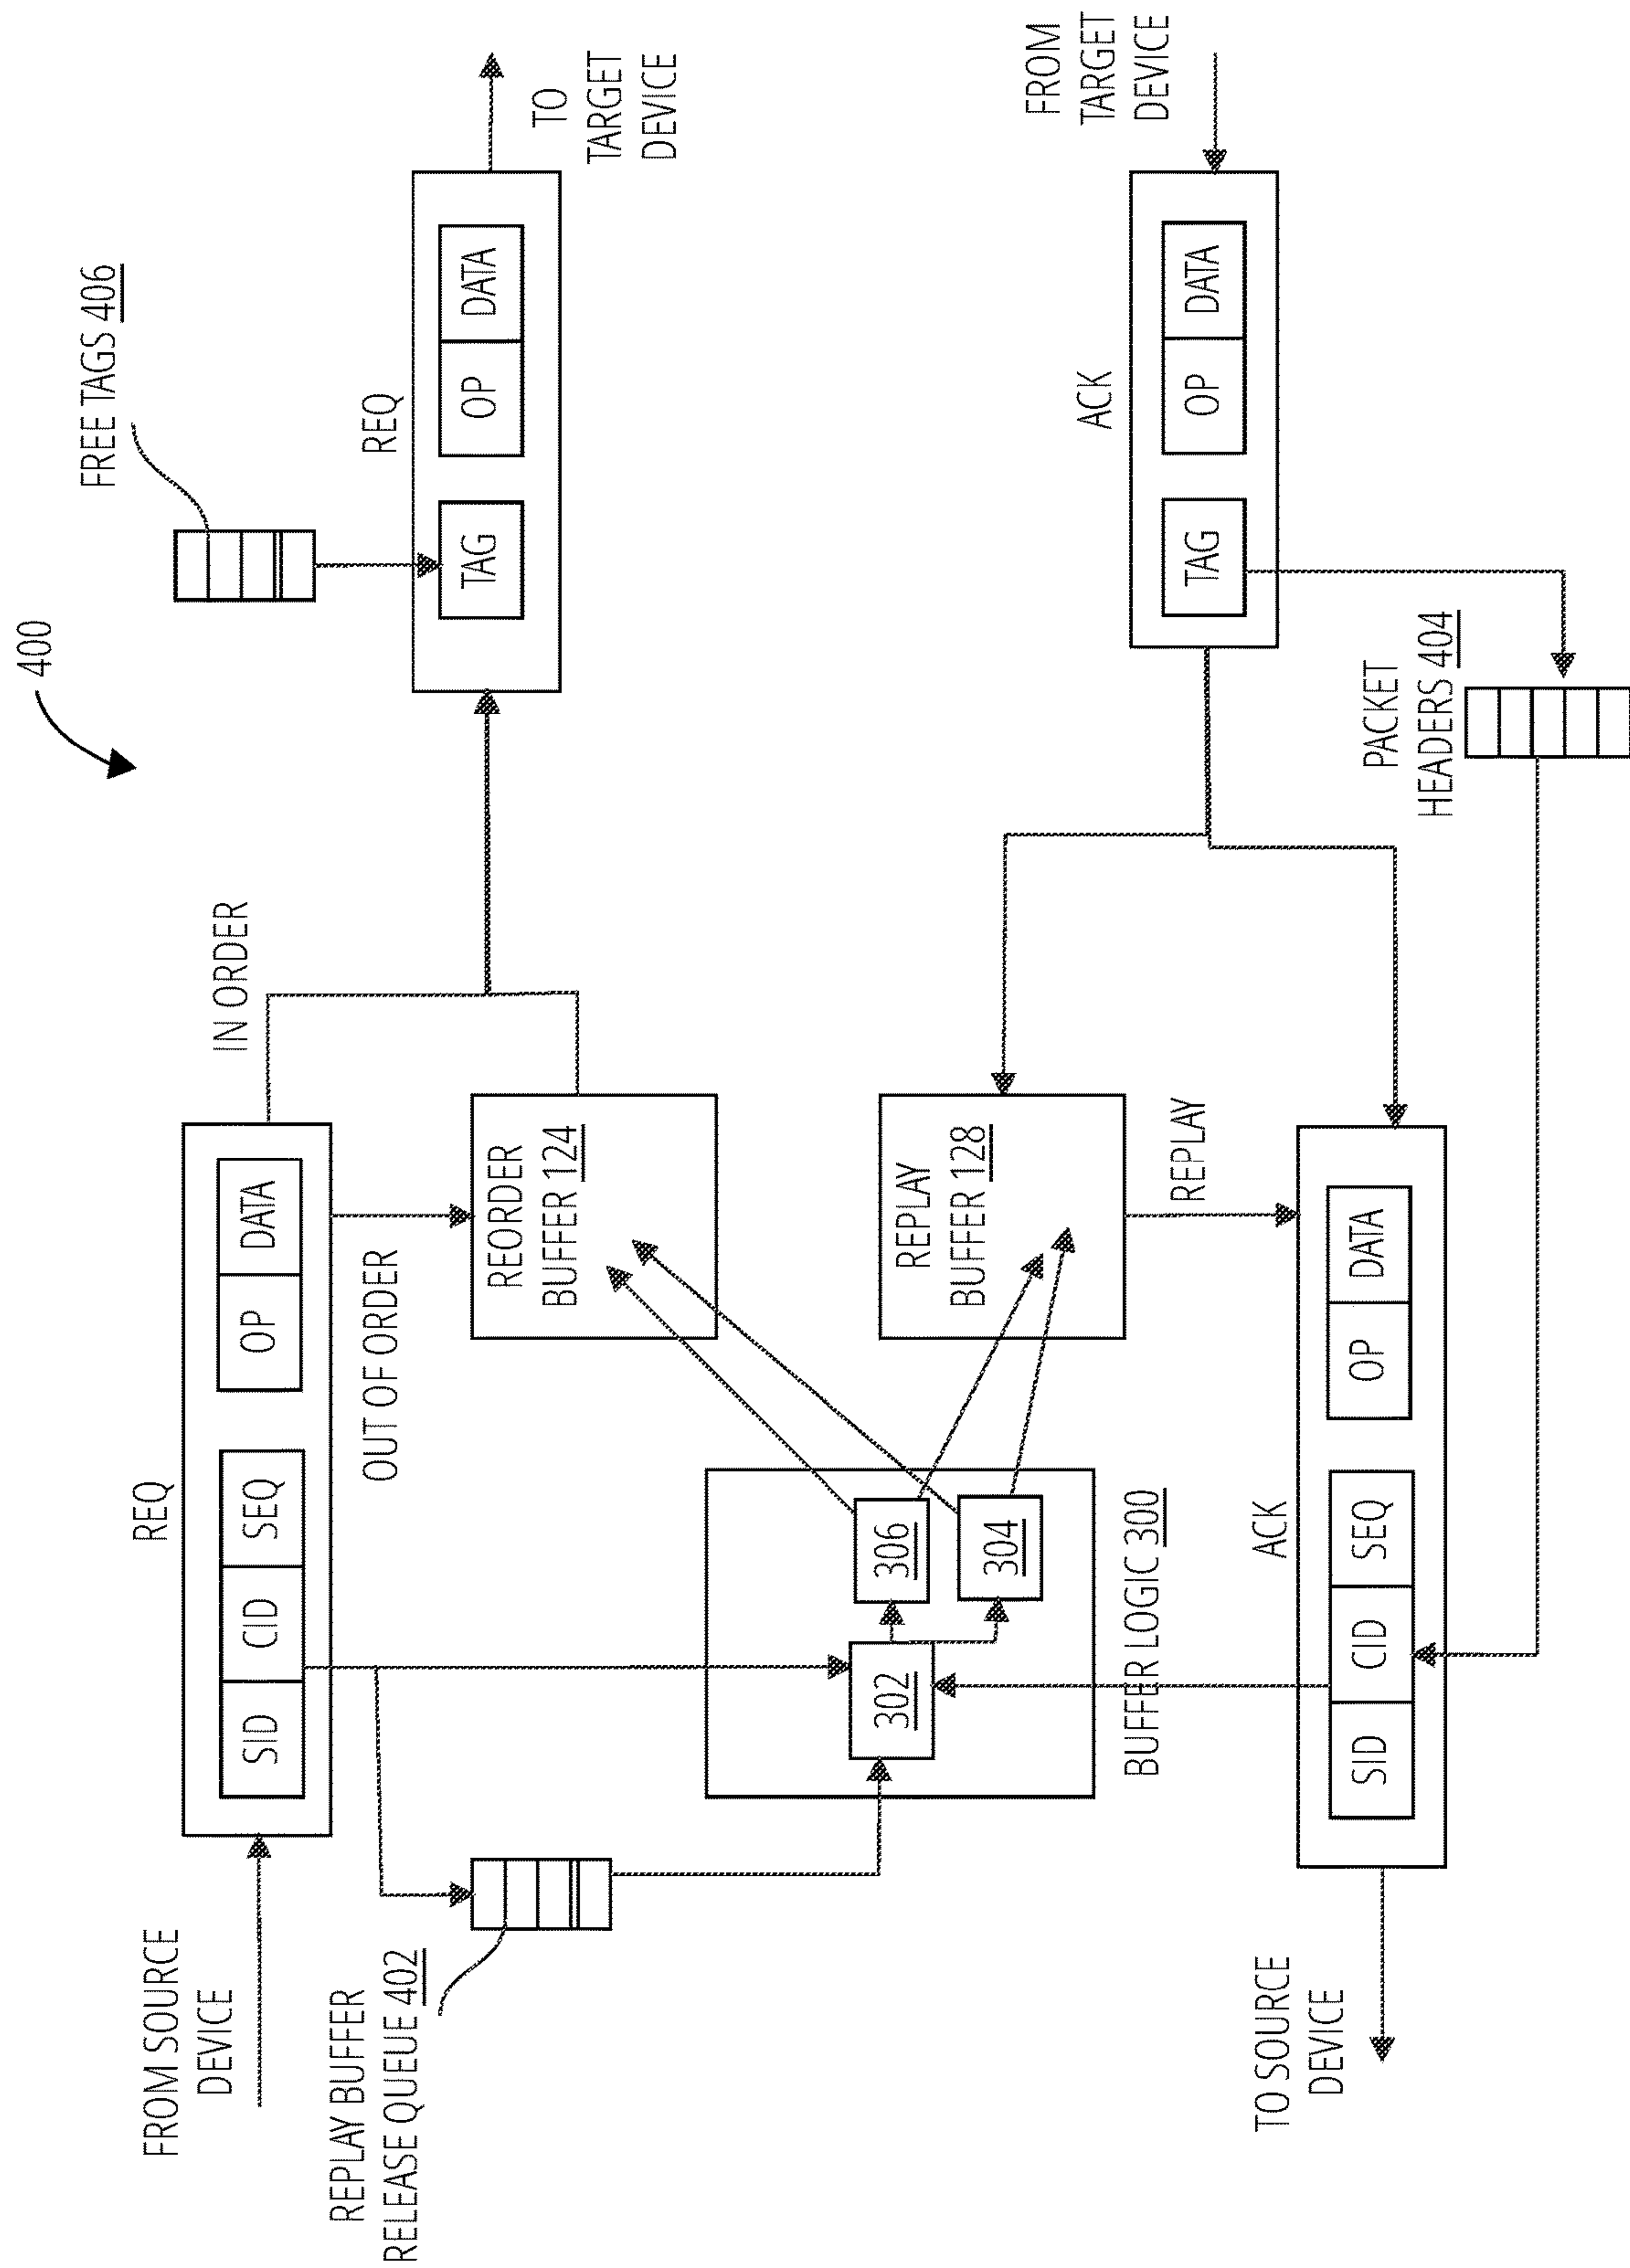 400
FREE TAGS 406
FROM SOURCE
DEVICE
REQ
SID CID SEQ OP DATA
IN ORDER
REQ
TAG OP DATA
TO
TARGET
DEVICE
REPLAY BUFFER
RELEASE QUEUE 402
OUT OF ORDER
REORDER
BUFFER 124
302
306
304
BUFFER LOGIC 300
REPLAY
BUFFER 128
REPLAY
FROM
TARGET
DEVICE
ACK
TAG OP DATA
PACKET
HEADERS 404
TO SOURCE
DEVICE
ACK
SID CID SEQ OP DATA